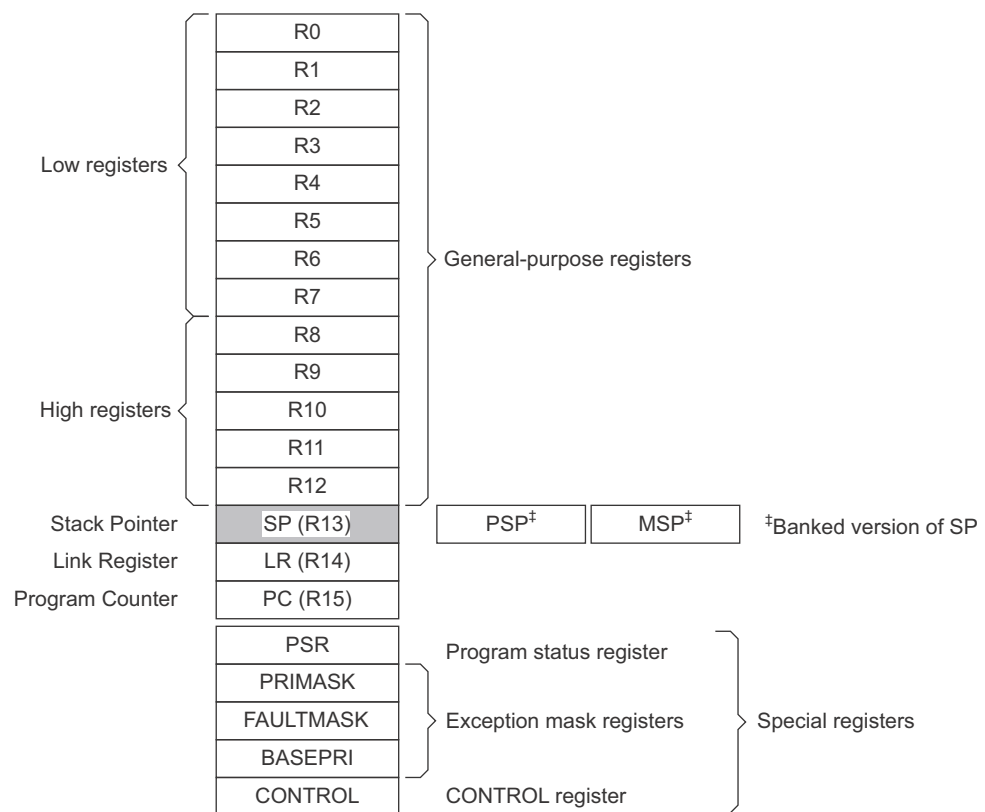 R0
R1
R2
R3
Low registers
R4
R5
R6
General-purpose registers
R7
R8
R9
High registers
R10
R11
R12
Stack Pointer SP (R13) PSP‡ MSP‡ ‡Banked version of SP
Link Register LR (R14)
Program Counter PC (R15)
PSR Program status register
PRIMASK
FAULTMASK Exception mask registers Special registers
BASEPRI
CONTROL CONTROL register